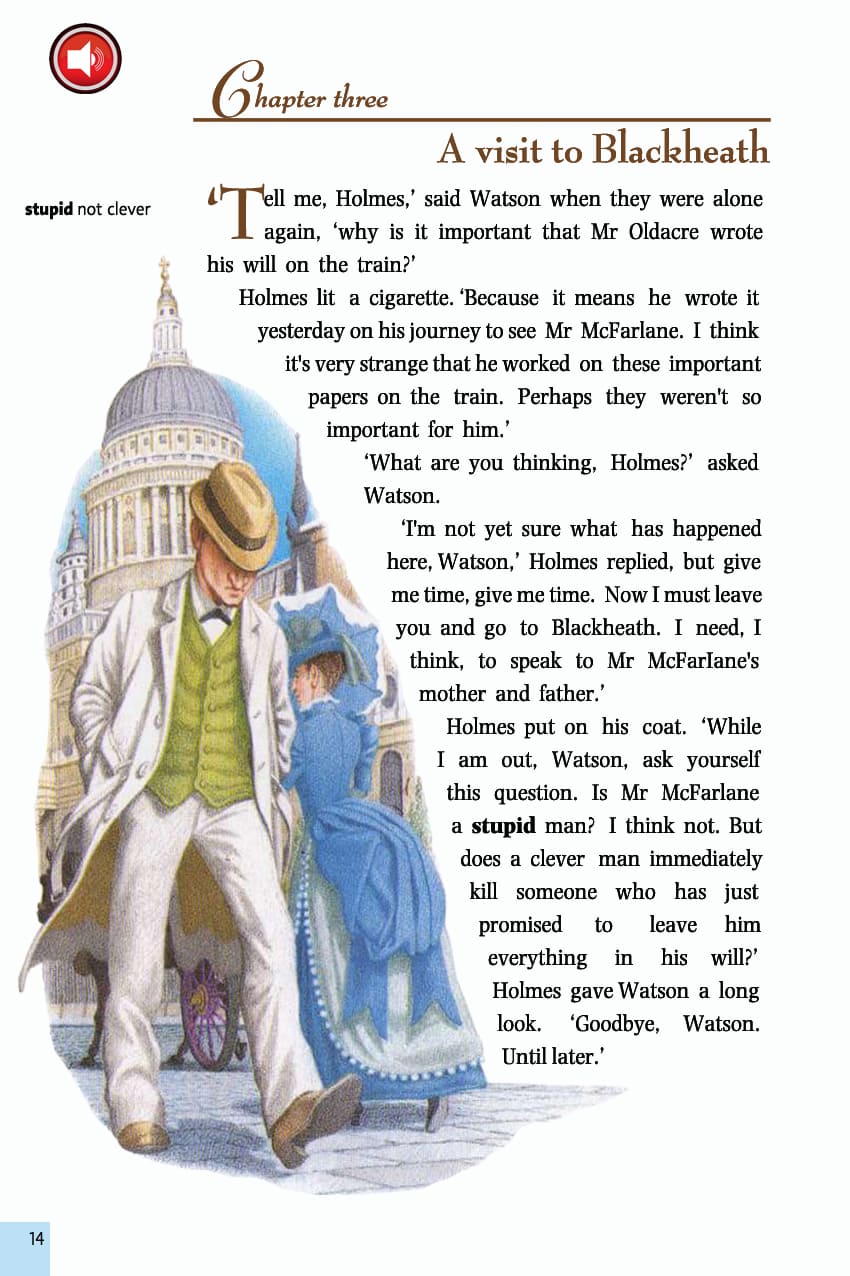 Chapter three
A visit to Blackheath
stupid not clever
‘Tell me, Holmes,’ said Watson when they were alone
again, ‘why is it important that Mr Oldacre wrote
his will on the train?’
Holmes lit a cigarette. ‘Because it means he wrote it
yesterday on his journey to see Mr McFarlane. I think
it's very strange that he worked on these important
papers on the train. Perhaps they weren't so
important for him.’
‘What are you thinking, Holmes?’ asked
Watson.
‘I'm not yet sure what has happened
here, Watson,’ Holmes replied, but give
me time, give me time. Now I must leave
you and go to Blackheath. I need, I
think, to speak to Mr McFarIane's
mother and father.’
Holmes put on his coat. ‘While
I am out, Watson, ask yourself
this question. Is Mr McFarlane
a stupid man? I think not. But
does a clever man immediately
kill someone who has just
promised to leave him
everything in his will?’
Holmes gave Watson a long
look. ‘Goodbye, Watson.
Until later.’
14